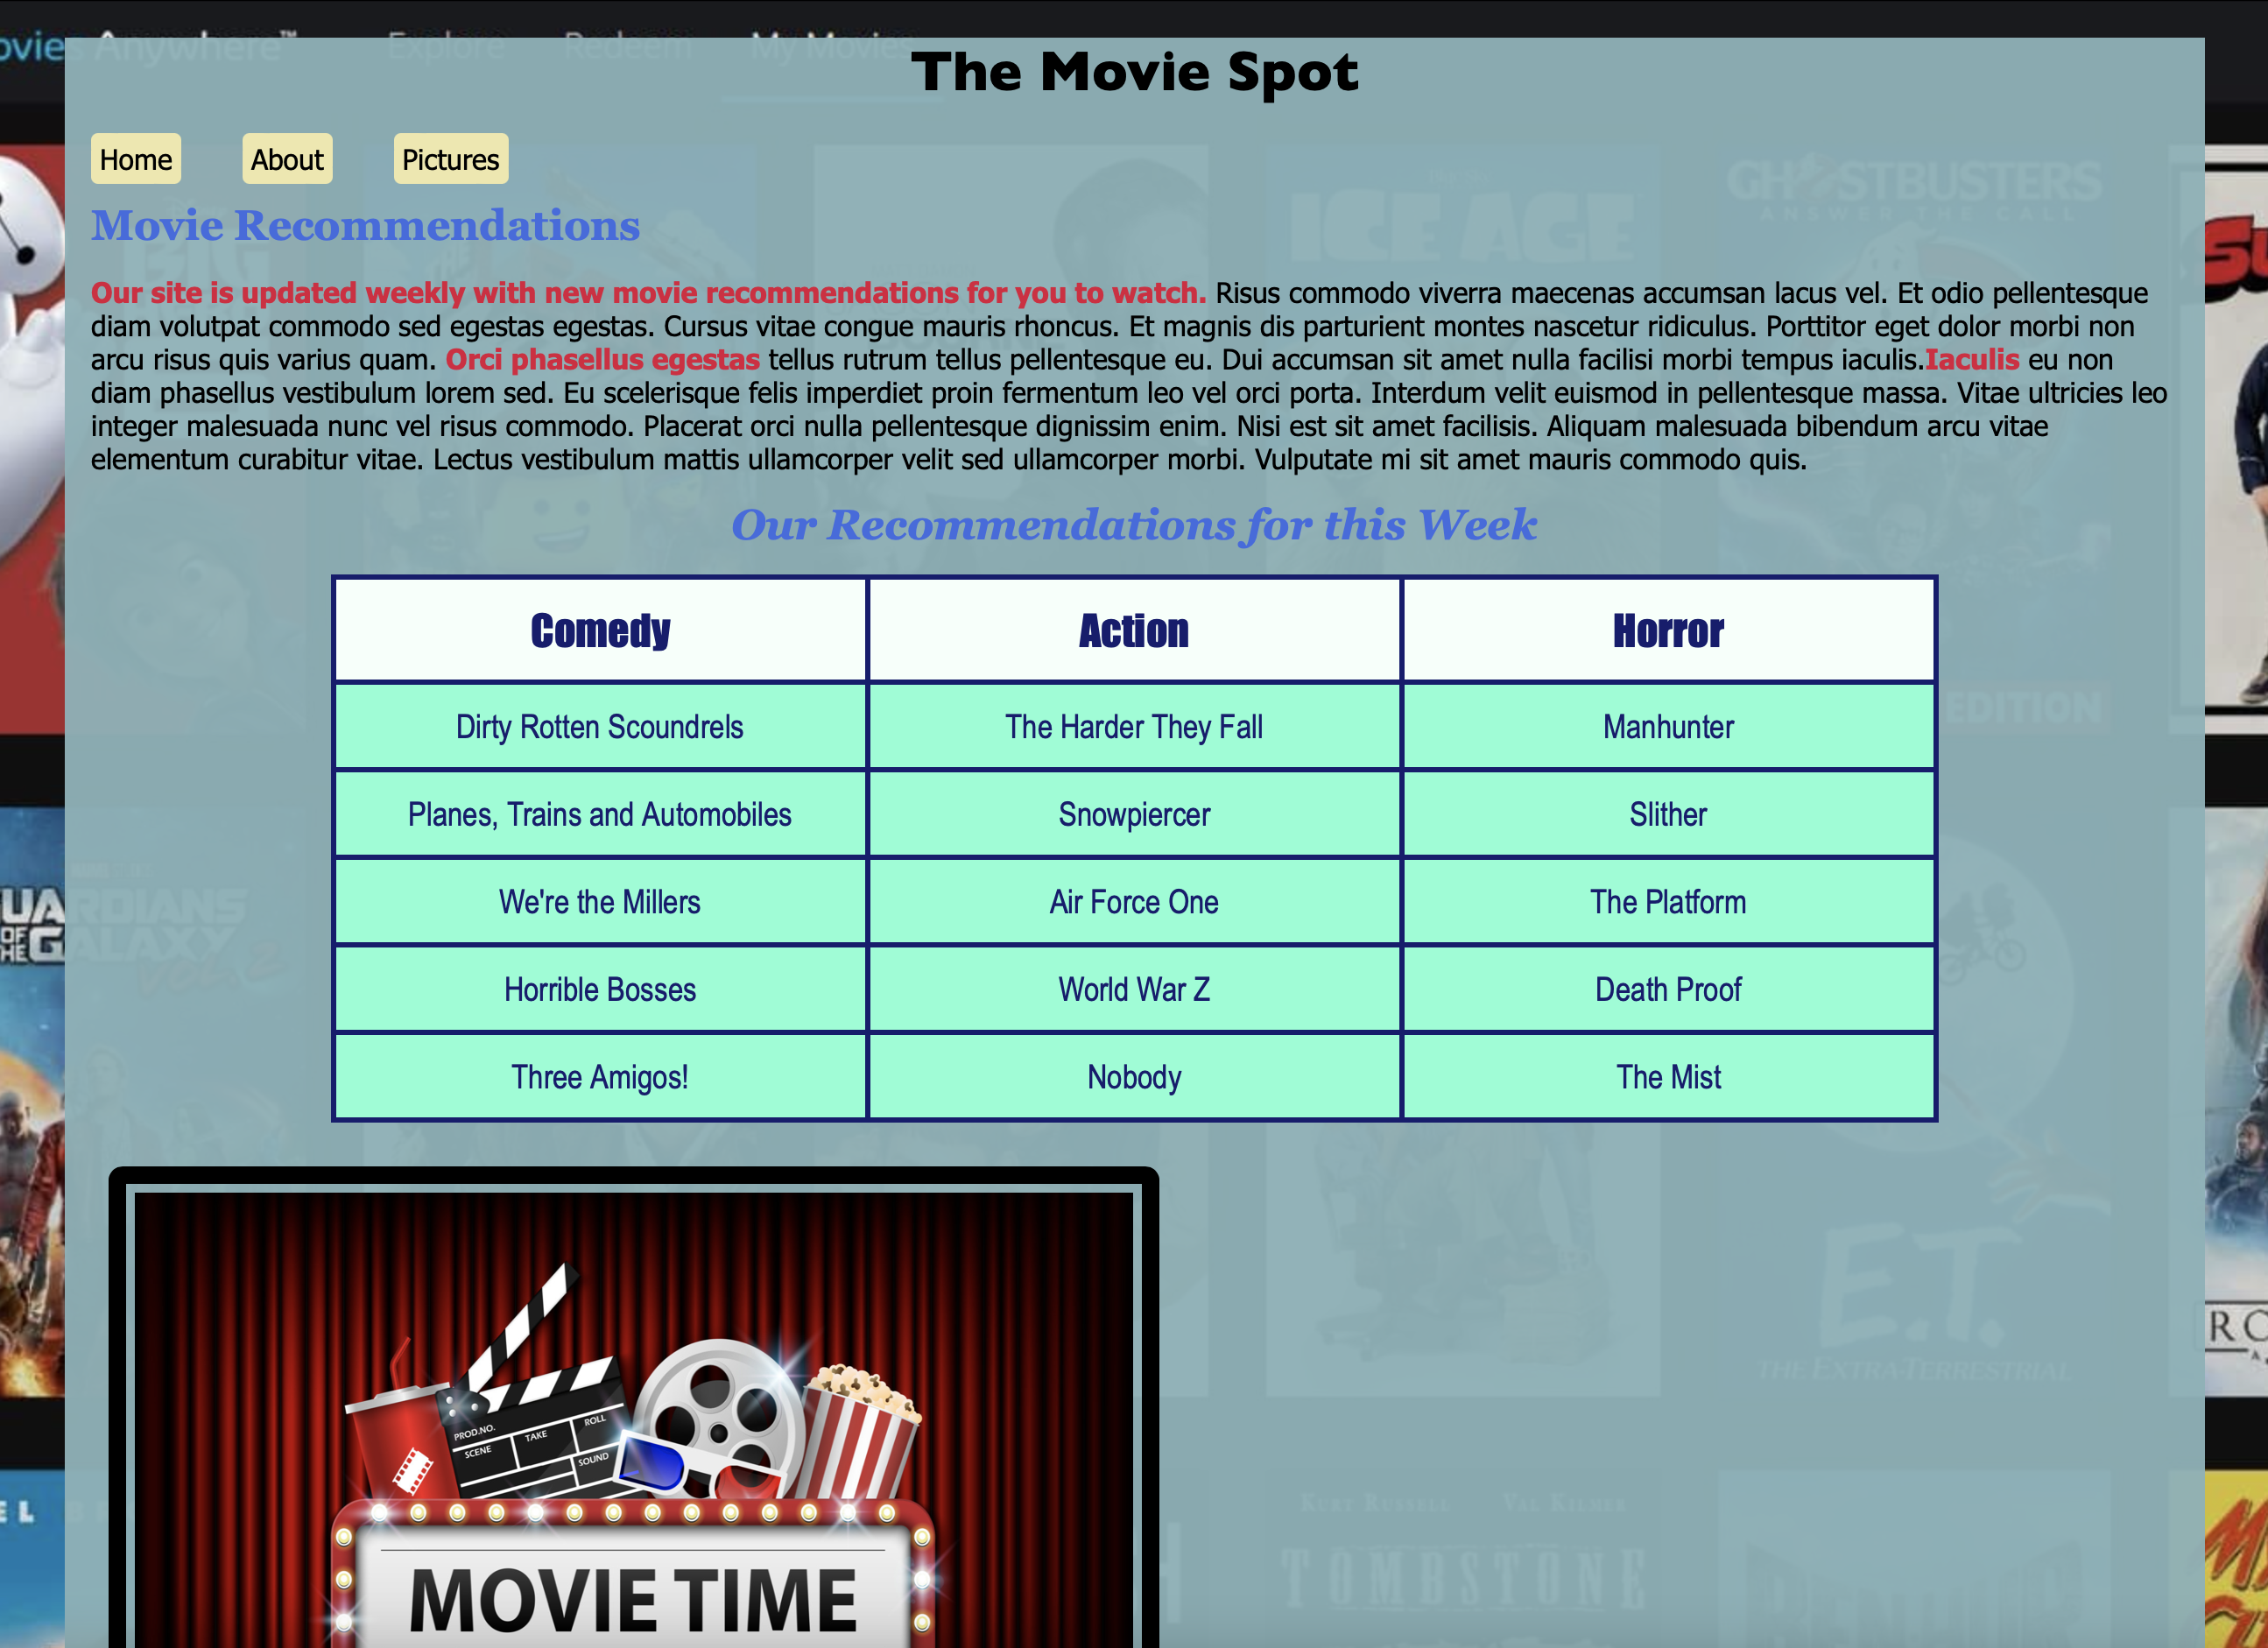 ovies Anywhere™ Explore Redeem My Movies
The Movie Spot
Home About Pictures
ICE AGE
GHOSTBUSTERS
ANSWER THE CALL
BIG
Movie Recommendations
Our site is updated weekly with new movie recommendations for you to watch. Risus commodo viverra maecenas accumsan lacus vel. Et odio pellentesque
diam volutpat commodo sed egestas egestas. Cursus vitae congue mauris rhoncus. Et magnis dis parturient montes nascetur ridiculus. Porttitor eget dolor morbi non
arcu risus quis varius quam. Orci phasellus egestas tellus rutrum tellus pellentesque eu. Dui accumsan sit amet nulla facilisi morbi tempus iaculis.Iaculis eu non
diam phasellus vestibulum lorem sed. Eu scelerisque felis imperdiet proin fermentum leo vel orci porta. Interdum velit euismod in pellentesque massa. Vitae ultricies leo
integer malesuada nunc vel risus commodo. Placerat orci nulla pellentesque dignissim enim. Nisi est sit amet facilisis. Aliquam malesuada bibendum arcu vitae
elementum curabitur vitae. Lectus vestibulum mattis ullamcorper velit sed ullamcorper morbi. Vulputate mi sit amet mauris commodo quis.
Our Recommendations for this Week
Comedy Action Horror
Dirty Rotten Scoundrels The Harder They Fall Manhunter
EDITION
Planes, Trains and Automobiles Snowpiercer Slither
We're the Millers Air Force One The Platform
UARDIANS
OF THE GALAXY
VOL. 2
Horrible Bosses World War Z Death Proof
Three Amigos! Nobody The Mist
E.T.
THE EXTRA-TERRESTRIAL
PROD.NO.
SCENE TAKE ROLL
SOUND
KURT RUSSELL VAL KILMER
TOMBSTONE
MOVIE TIME